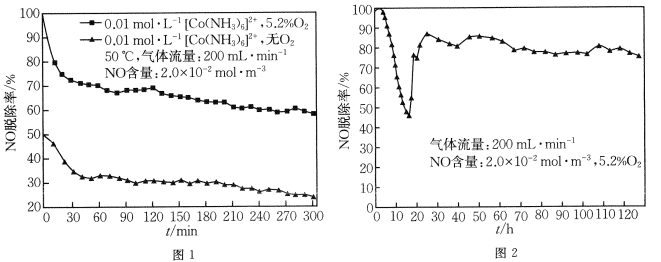 100
90
80
70
60
50
40
30
20
NO脱除率/%
0.01 mol·L⁻¹ [Co(NH₃)₆]²⁺,5.2%O₂
0.01 mol·L⁻¹ [Co(NH₃)₆]²⁺,无O₂
50 ℃,气体流量:200 mL·min⁻¹
NO含量:2.0×10⁻² mol·m⁻³
0 30 60 90 120 150 180 210 240 270 300
t/min
图1
100
90
80
70
60
50
40
30
20
10
0
NO脱除率/%
气体流量:200 mL·min⁻¹
NO含量:2.0×10⁻² mol·m⁻³,5.2%O₂
0 10 20 30 40 50 60 70 80 90 100 110 120
t/h
图2